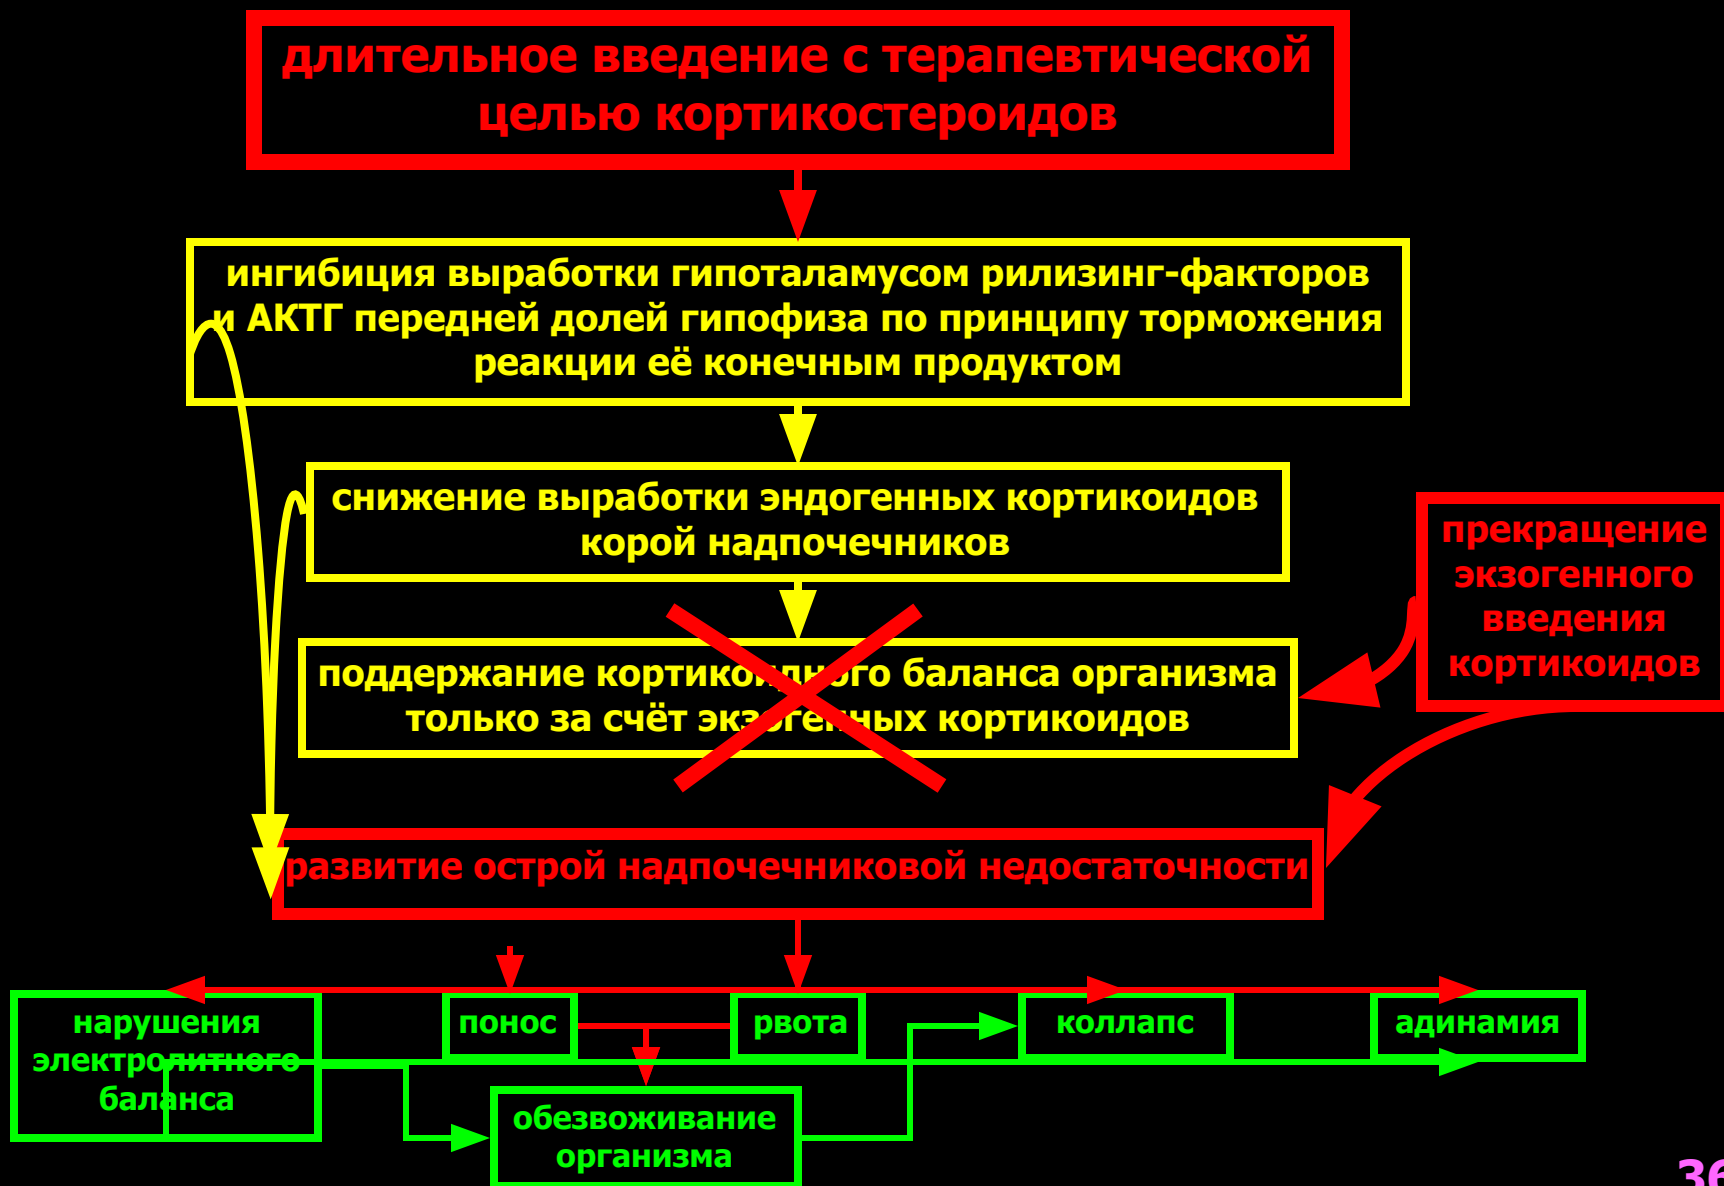 длительное введение с терапевтической
целью кортикостероидов
ингибиция выработки гипоталамусом рилизинг-факторов
и АКТГ передней долей гипофиза по принципу торможения
реакции её конечным продуктом
снижение выработки эндогенных кортикоидов
корой надпочечников
прекращение
экзогенного
введения
кортикоидов
поддержание кортикоидного баланса организма
только за счёт экзогенных кортикоидов
развитие острой надпочечниковой недостаточности
нарушения
электролитного
баланса
понос
рвота
коллапс
адинамия
обезвоживание
организма
36